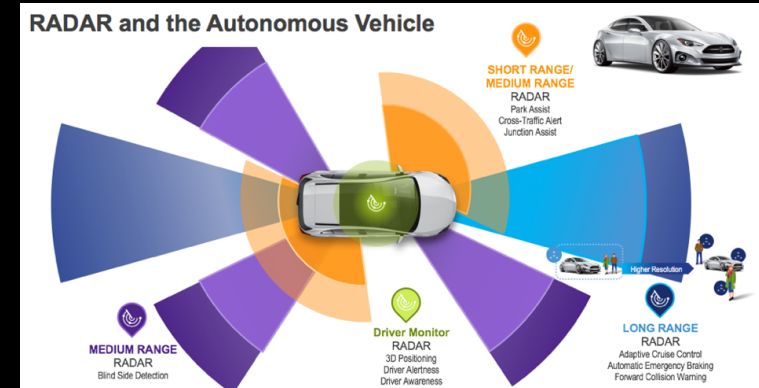 RADAR and the Autonomous Vehicle
SHORT RANGE/
MEDIUM RANGE
RADAR
Park Assist
Cross-Traffic Alert
Junction Assist
Higher Resolution
MEDIUM RANGE
RADAR
Blind Side Detection
Driver Monitor
RADAR
3D Positioning
Driver Alertness
Driver Awareness
LONG RANGE
RADAR
Adaptive Cruise Control
Automatic Emergency Braking
Forward Collision Warning